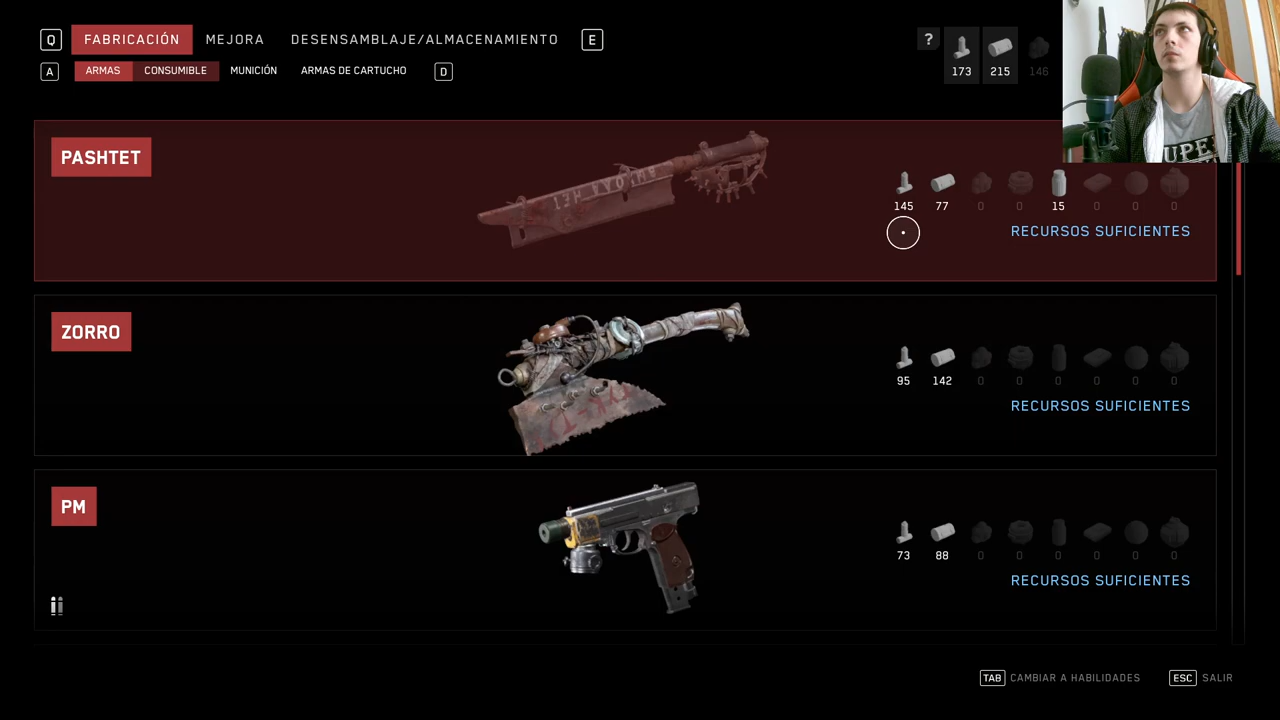 Q FABRICACIÓN MEJORA DESENSAMBLAJE/ALMACENAMIENTO E
A ARMAS CONSUMIBLE MUNICIÓN ARMAS DE CARTUCHO D
?
173 215 146
PASHTET
145 77 0 0 15 0 0 0
RECURSOS SUFICIENTES
ZORRO
95 142 0 0 0 0 0 0
RECURSOS SUFICIENTES
PM
73 88 0 0 0 0 0 0
RECURSOS SUFICIENTES
TAB CAMBIAR A HABILIDADES ESC SALIR